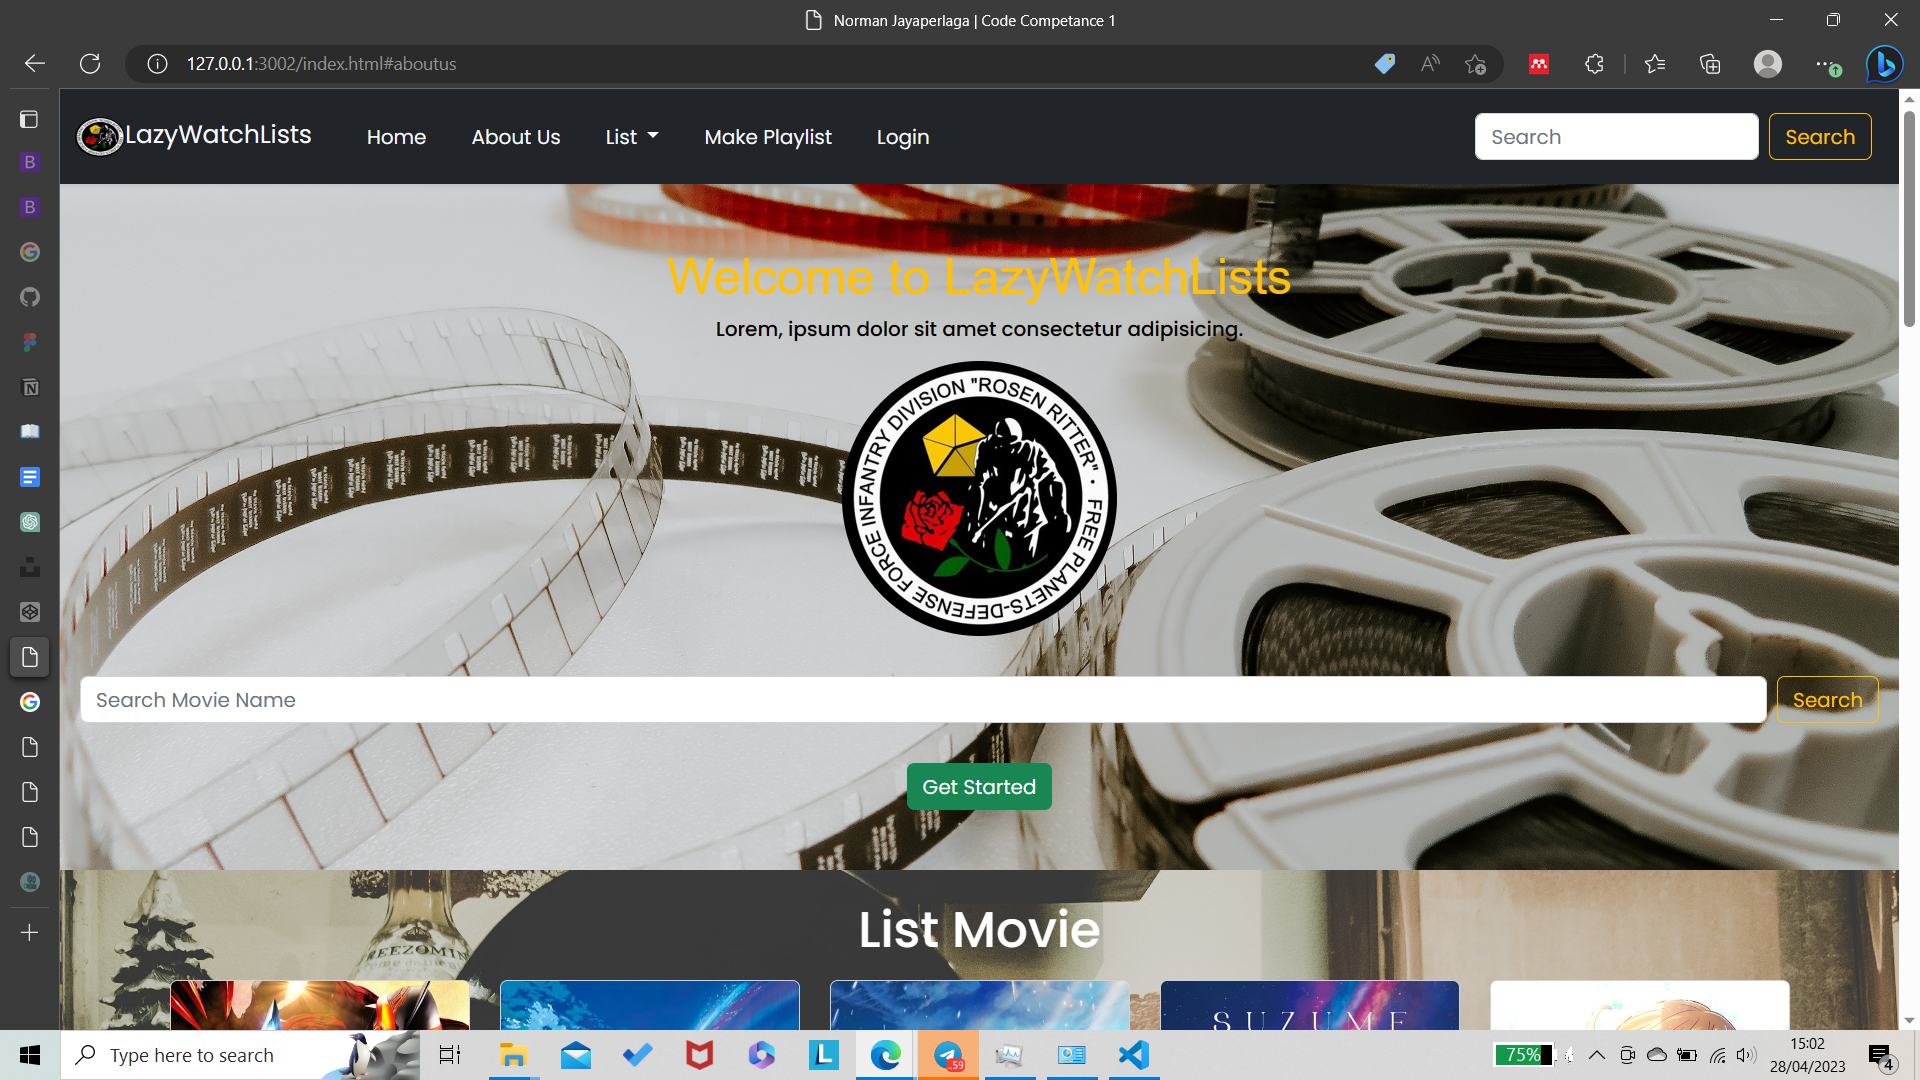 Norman Jayaperlaga | Code Competance 1
127.0.0.1:3002/index.html#aboutus
LazyWatchLists
Home
About Us
List
Make Playlist
Login
Search
Search
Welcome to LazyWatchLists
Lorem, ipsum dolor sit amet consectetur adipisicing.
FREE PLANETS-DEFENSE FORCE INFANTRY DIVISION "ROSEN RITTER" •
Search Movie Name
Search
Get Started
List Movie
REEZOMIN
SUZUME
Type here to search
.59
75%
15:02
28/04/2023
4